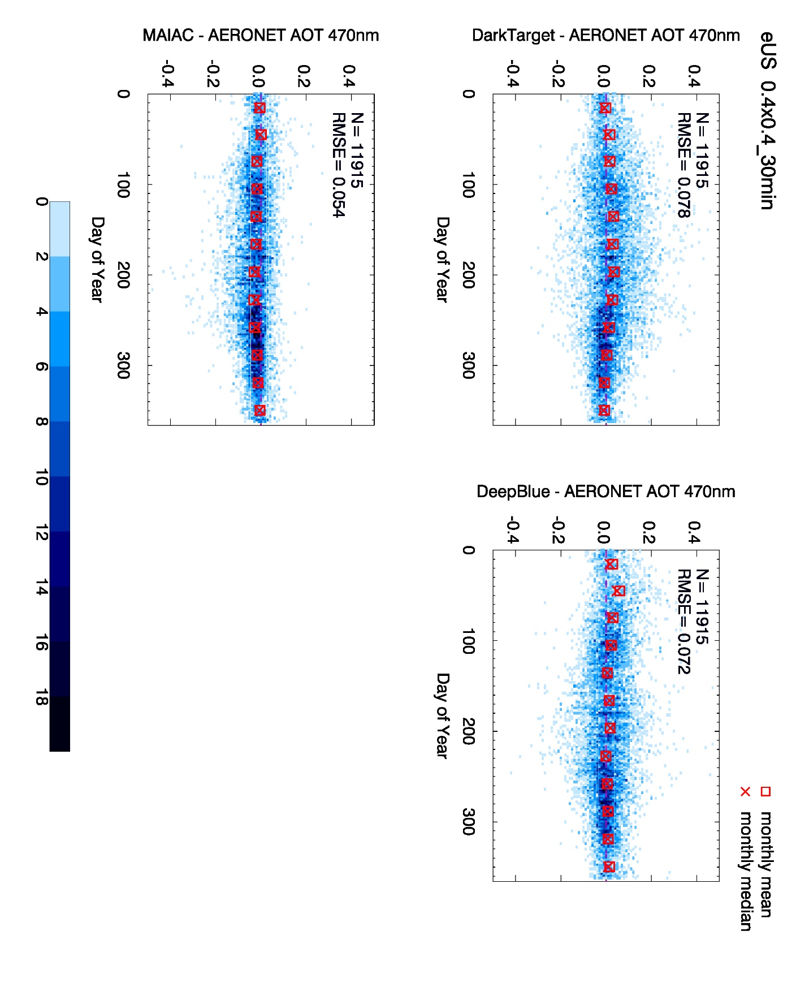 eUS 0.4x0.4_30min
□ monthly mean
× monthly median
DarkTarget - AERONET AOT 470nm
0.4
0.2
0.0
-0.2
-0.4
N= 11915
RMSE= 0.078
0 100 200 300
Day of Year
DeepBlue - AERONET AOT 470nm
0.4
0.2
0.0
-0.2
-0.4
N= 11915
RMSE= 0.072
0 100 200 300
Day of Year
MAIAC - AERONET AOT 470nm
0.4
0.2
0.0
-0.2
-0.4
N= 11915
RMSE= 0.054
0 100 200 300
Day of Year
0 2 4 6 8 10 12 14 16 18